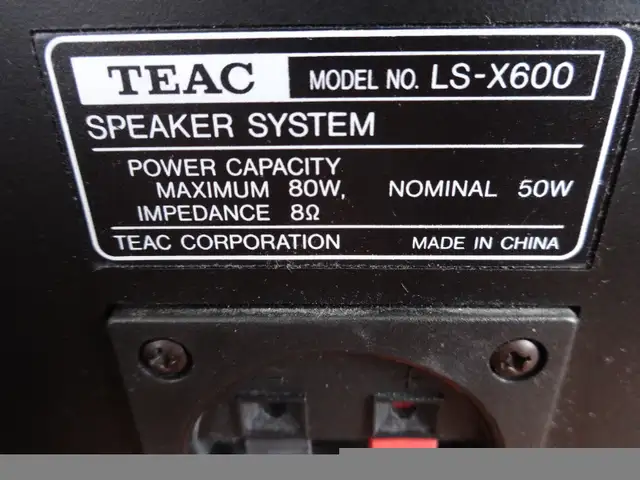 TEAC MODEL NO. LS-X600
SPEAKER SYSTEM
POWER CAPACITY
MAXIMUM 80W, NOMINAL 50W
IMPEDANCE 8Ω
TEAC CORPORATION MADE IN CHINA